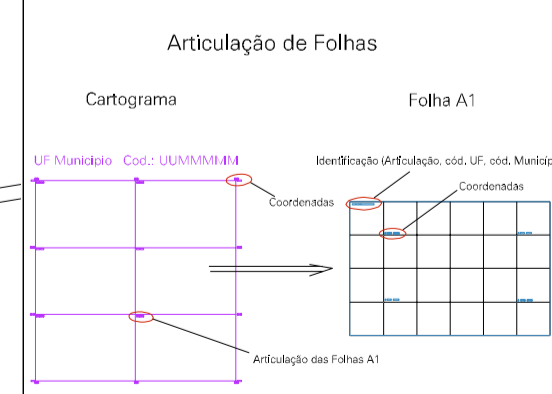 Articulação de Folhas
Cartograma
Folha A1
UF Municipio Cod.: UUMMMMM
Identificação (Articulação, cód. UF, cód. Municíp
Coordenadas
Coordenadas
Articulação das Folhas A1